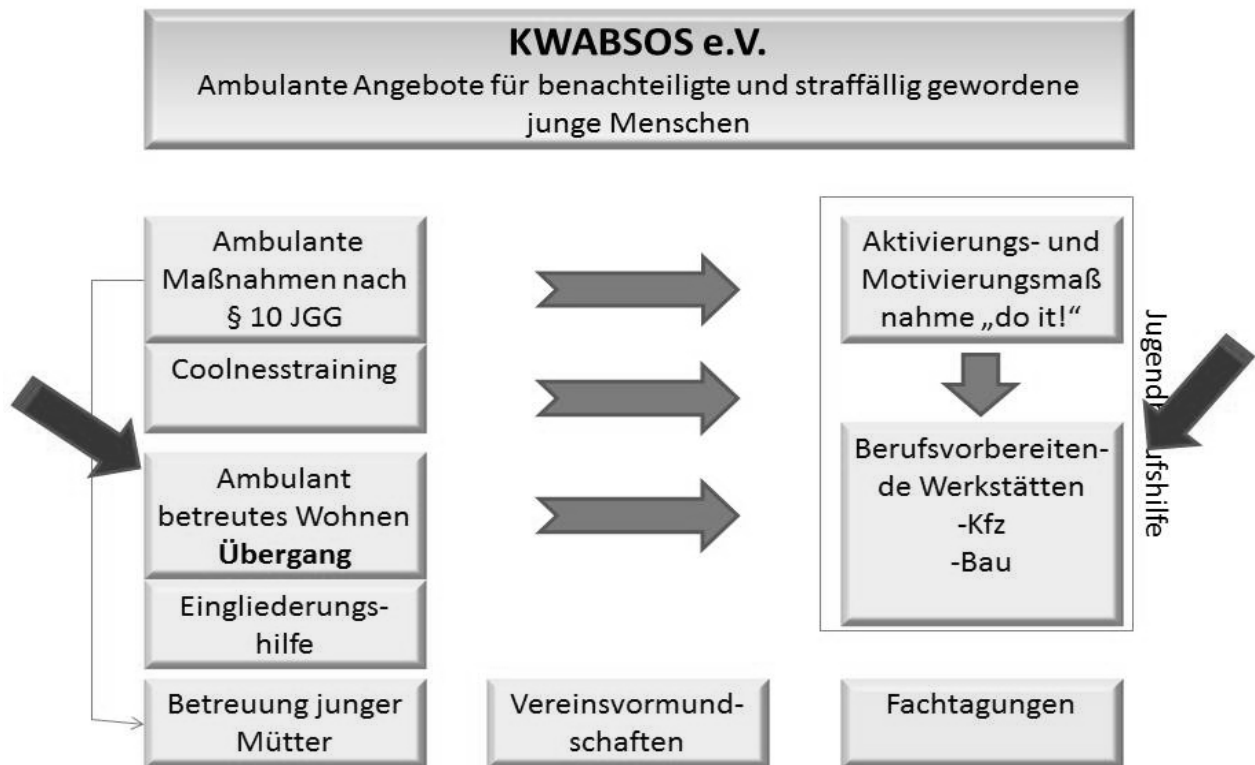 KWABSOS e.V.
Ambulante Angebote für benachteiligte und straffällig gewordene
junge Menschen
Ambulante
Maßnahmen nach
§ 10 JGG
Coolnesstraining
Ambulant
betreutes Wohnen
Übergang
Eingliederungs-
hilfe
Betreuung junger
Mütter
Vereinsvormund-
schaften
Aktivierungs- und
Motivierungsmaß
nahme „do it!“
Berufsvorbereiten-
de Werkstätten
-Kfz
-Bau
Fachtagungen